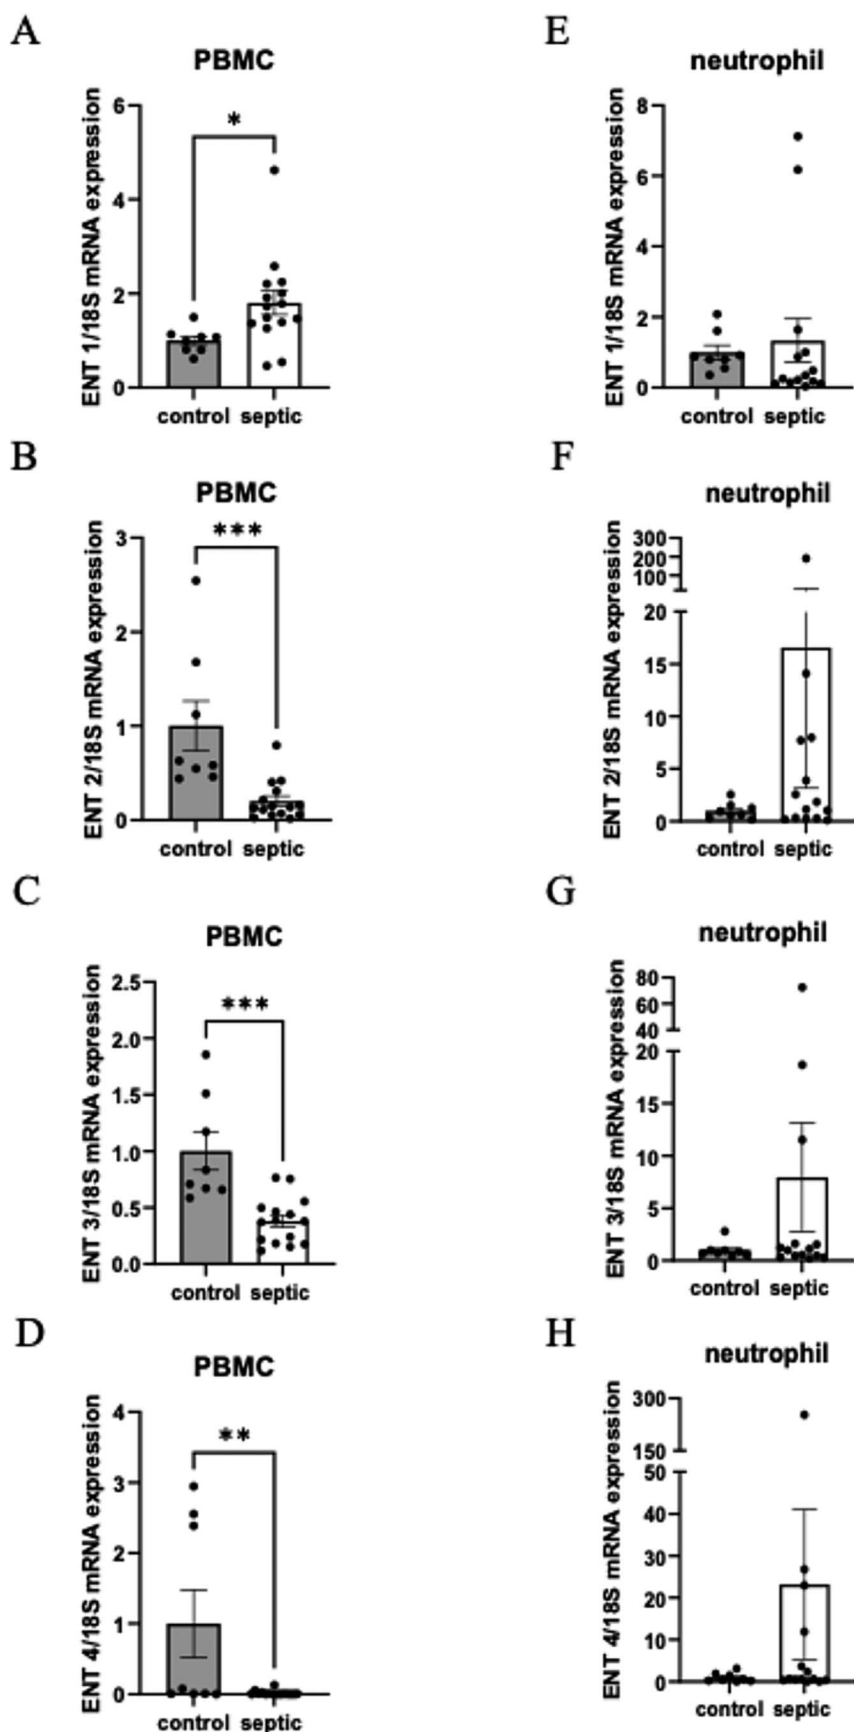 A
PBMC
ENT 1/18S mRNA expression
6
4
2
0
*
control septic
E
neutrophil
ENT 1/18S mRNA expression
8
6
4
2
0
control septic
B
PBMC
ENT 2/18S mRNA expression
3
2
1
0
***
control septic
F
neutrophil
ENT 2/18S mRNA expression
300
200
100
20
15
10
5
0
control septic
C
PBMC
ENT 3/18S mRNA expression
2.5
2.0
1.5
1.0
0.5
0.0
***
control septic
G
neutrophil
ENT 3/18S mRNA expression
80
60
40
20
15
10
5
0
control septic
D
PBMC
ENT 4/18S mRNA expression
4
3
2
1
0
**
control septic
H
neutrophil
ENT 4/18S mRNA expression
300
150
50
40
30
20
10
0
control septic